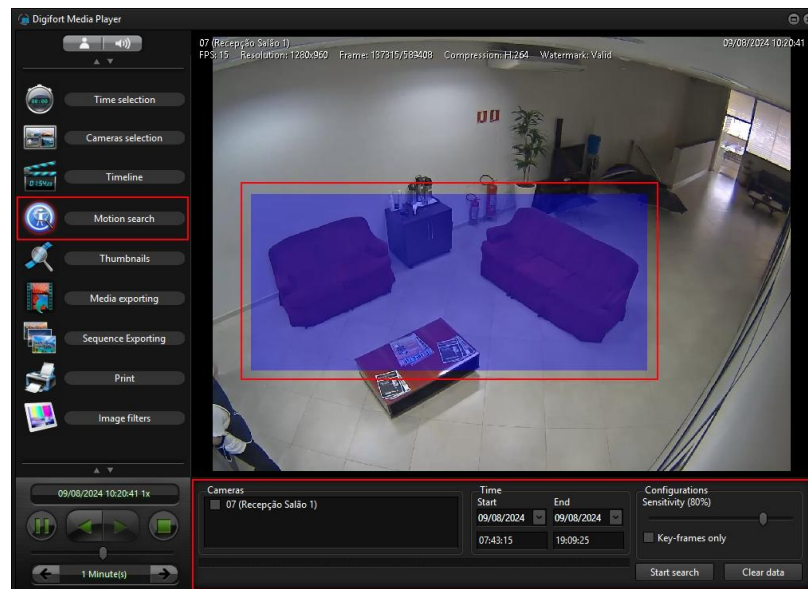 Digifort Media Player
07 (Recepção Salão 1)
09/08/2024 10:20:41
FPS: 15 Resolution: 1280x960 Frame: 137315/589408 Compression: H.264 Watermark: Valid
Time selection
Cameras selection
Timeline
Motion search
Thumbnails
Media exporting
Sequence Exporting
Print
Image filters
09/08/2024 10:20:41 1x
1 Minute(s)
Cameras
07 (Recepção Salão 1)
Time
Start
End
09/08/2024
09/08/2024
07:43:15
19:09:25
Configurations
Sensitivity (80%)
Key-frames only
Start search
Clear data